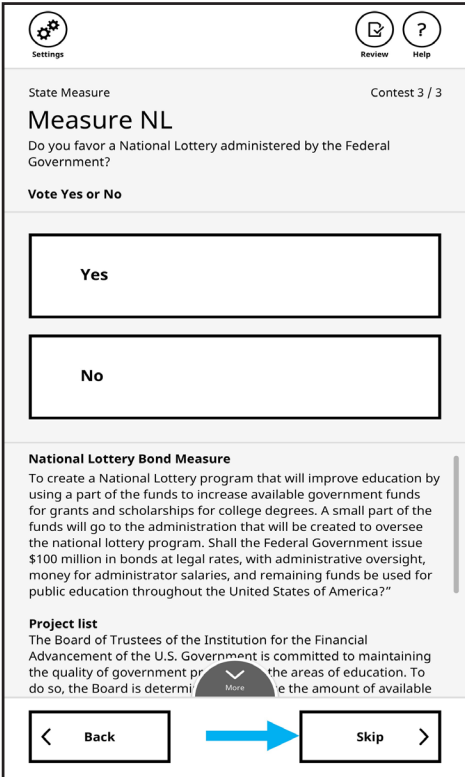 Settings
Review
Help
State Measure
Contest 3 / 3
Measure NL
Do you favor a National Lottery administered by the Federal
Government?
Vote Yes or No
Yes
No
National Lottery Bond Measure
To create a National Lottery program that will improve education by
using a part of the funds to increase available government funds
for grants and scholarships for college degrees. A small part of the
funds will go to the administration that will be created to oversee
the national lottery program. Shall the Federal Government issue
$100 million in bonds at legal rates, with administrative oversight,
money for administrator salaries, and remaining funds be used for
public education throughout the United States of America?”
Project list
The Board of Trustees of the Institution for the Financial
Advancement of the U.S. Government is committed to maintaining
the quality of government the areas of education. To
do so, the Board is the amount of available
More
Back
Skip